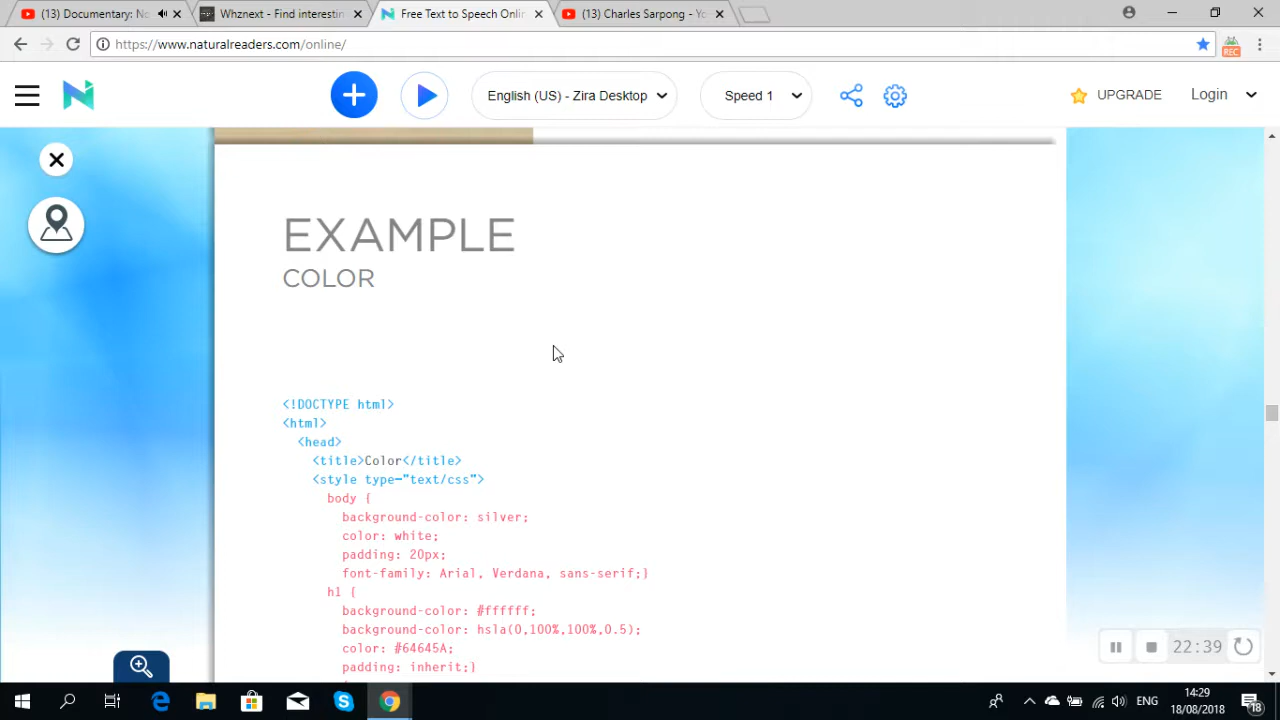 (13) Documentary: No
Whznext - Find interestin
Free Text to Speech Onlin
(13) Charles Sarpong - Yo
https://www.naturalreaders.com/online/
REC
English (US) - Zira Desktop
Speed 1
UPGRADE
Login
EXAMPLE
COLOR
<!DOCTYPE html>
<html>
<head>
<title>Color</title>
<style type="text/css">
body {
background-color: silver;
color: white;
padding: 20px;
font-family: Arial, Verdana, sans-serif;}
h1 {
background-color: #ffffff;
background-color: hsla(0,100%,100%,0.5);
color: #64645A;
padding: inherit;}
22:39
ENG
14:29
18/08/2018
18